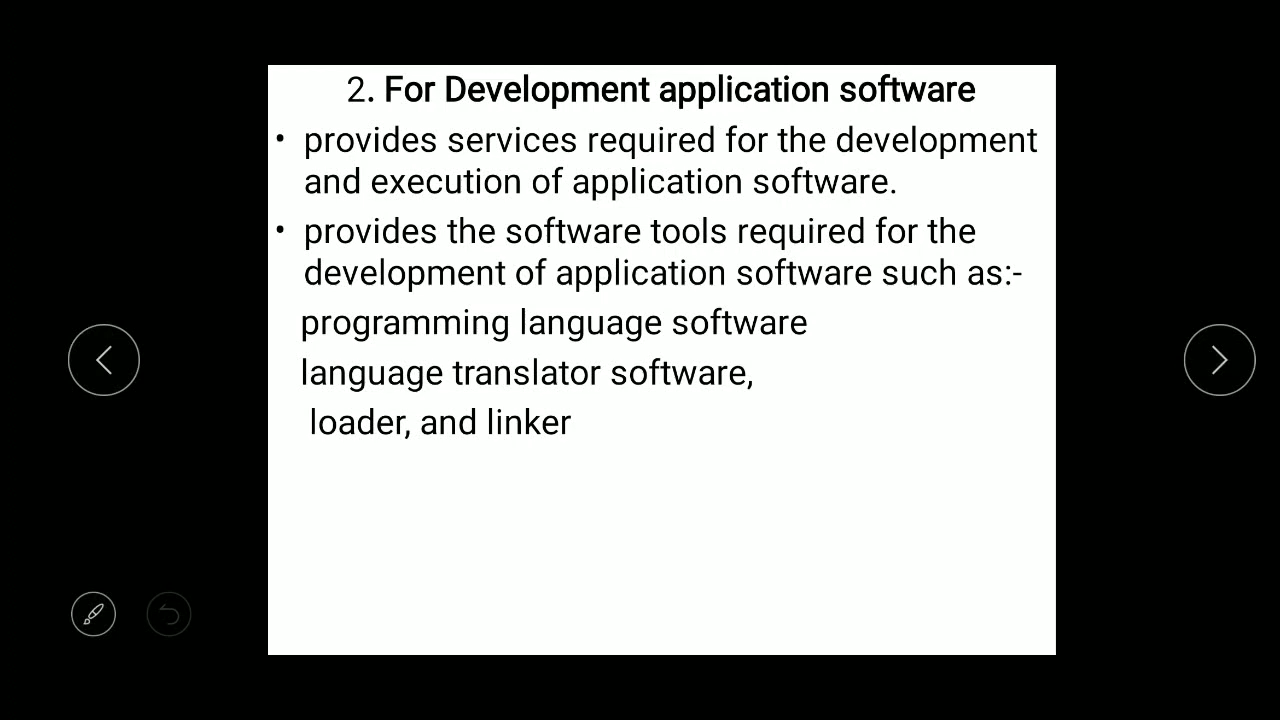 2. For Development application software
• provides services required for the development
and execution of application software.
• provides the software tools required for the
development of application software such as:-
programming language software
language translator software,
loader, and linker